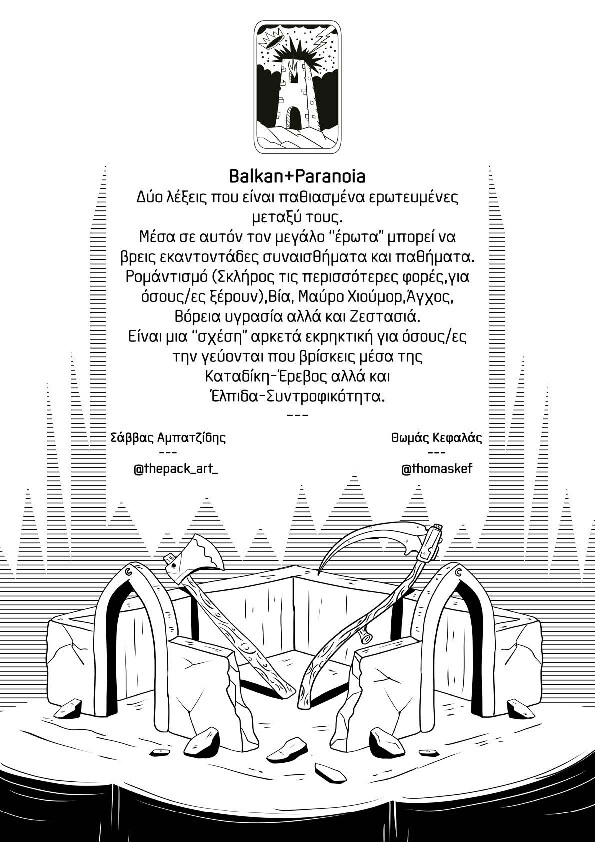 Balkan+Paranoia
Δύο λέξεις που είναι παθιασμένα ερωτευμένες
μεταξύ τους.
Μέσα σε αυτόν τον μεγάλο “έρωτα” μπορεί να
βρεις εκαντοντάδες συναισθήματα και παθήματα.
Ρομάντισμό (Σκλήρος τις περισσότερες φορές,για
όσους/ες ξέρουν),Βία, Μαύρο Χιούμορ,Άγχος,
Βόρεια υγρασία αλλά και Ζεστασιά.
Είναι μια “σχέση” αρκετά εκρηκτική για όσους/ες
την γεύονται που βρίσκεις μέσα της
Καταδίκη-Έρεβος αλλά και
Έλπιδα-Συντροφικότητα.
---
Σάββας Αμπατζίδης
---
@thepack_art_
Θωμάς Κεφαλάς
---
@thomaskef